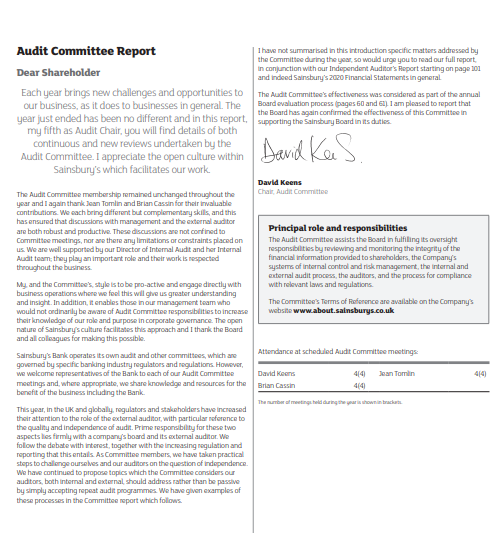 Audit Committee Report
Dear Shareholder
Each year brings new challenges and opportunities to
our business, as it does to businesses in general. The
year just ended has been no different and in this report,
my fifth as Audit Chair, you will find details of both
continuous and new reviews undertaken by the
Audit Committee. I appreciate the open culture within
Sainsbury's which facilitates our work.
The Audit Committee membership remained unchanged throughout the
year and I again thank Jean Tomlin and Brian Cassin for their invaluable
contributions. We each bring different but complementary skills, and this
has ensured that discussions with management and the external auditor
are both robust and productive. These discussions are not confined to
Committee meetings, nor are there any limitations or constraints placed on
us. We are well supported by our Director of Internal Audit and her Internal
Audit team; they play an important role and their work is respected
throughout the business.
My, and the Committee's, style is to be pro-active and engage directly with
business operations where we feel this will give us greater understanding
and insight. In addition, it enables those in our management team who
would not ordinarily be aware of Audit Committee responsibilities to increase
their knowledge of our role and purpose in corporate governance. The open
nature of Sainsbury's culture facilitates this approach and I thank the Board
and all colleagues for making this possible.
Sainsbury's Bank operates its own audit and other committees, which are
governed by specific banking industry regulators and regulations. However,
we welcome representatives of the Bank to each of our Audit Committee
meetings and, where appropriate, we share knowledge and resources for the
benefit of the business including the Bank.
This year, in the UK and globally, regulators and stakeholders have increased
their attention to the role of the external auditor, with particular reference to
the quality and independence of audit. Prime responsibility for these two
aspects lies firmly with a company's board and its external auditor. We
follow the debate with interest, together with the increasing regulation and
reporting that this entails. As Committee members, we have taken practical
steps to challenge ourselves and our auditors on the question of independence.
We have continued to propose topics which the Committee considers our
auditors, both internal and external, should address rather than be passive
by simply accepting repeat audit programmes. We have given examples of
these processes in the Committee report which follows.
I have not summarised in this introduction specific matters addressed by
the Committee during the year, so would urge you to read our full report,
in conjunction with our Independent Auditor's Report starting on page 101
and indeed Sainsbury's 2020 Financial Statements in general.
The Audit Committee's effectiveness was considered as part of the annual
Board evaluation process (pages 60 and 61). I am pleased to report that
the Board has again confirmed the effectiveness of this Committee in
supporting the Sainsbury Board in its duties.
David Kee S.
David Keens
Chair, Audit Committee
Principal role and responsibilities
The Audit Committee assists the Board in fulfilling its oversight
responsibilities by reviewing and monitoring the integrity of the
financial information provided to shareholders, the Company's
systems of internal control and risk management, the internal and
external audit process, the auditors, and the process for compliance
with relevant laws and regulations.
The Committee's Terms of Reference are available on the Company's
website www.about.sainsburys.co.uk
Attendance at scheduled Audit Committee meetings:
David Keens 4(4) Jean Tomlin 4(4)
Brian Cassin 4(4)
The number of meetings held during the year is shown in brackets.